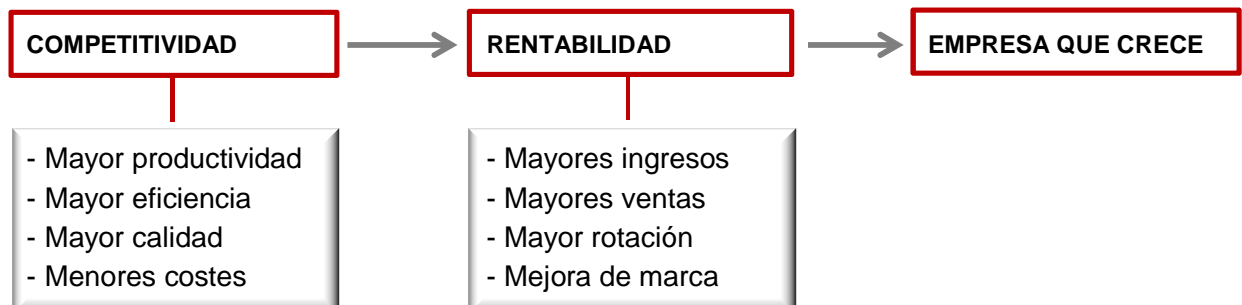 COMPETITIVIDAD
RENTABILIDAD
EMPRESA QUE CRECE
- Mayor productividad
- Mayor eficiencia
- Mayor calidad
- Menores costes
- Mayores ingresos
- Mayores ventas
- Mayor rotación
- Mejora de marca